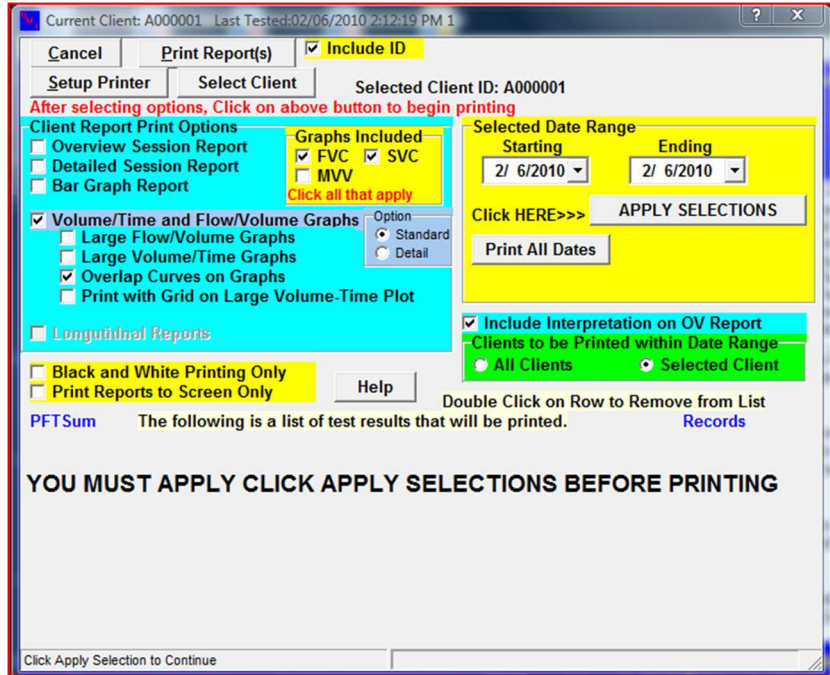 Current Client: A000001 Last Tested:02/06/2010 2:12:19 PM 1
Cancel Print Report(s) Include ID
Setup Printer Select Client Selected Client ID: A000001
After selecting options, Click on above button to begin printing
Client Report Print Options
Overview Session Report
Detailed Session Report
Bar Graph Report
Graphs Included
FVC SVC
MVV
Click all that apply
Volume/Time and Flow/Volume Graphs
Large Flow/Volume Graphs
Large Volume/Time Graphs
Overlap Curves on Graphs
Print with Grid on Large Volume-Time Plot
Option
Standard
Detail
Longutidnal Reports
Selected Date Range
Starting Ending
2/ 6/2010 2/ 6/2010
Click HERE>>> APPLY SELECTIONS
Print All Dates
Include Interpretation on OV Report
Clients to be Printed within Date Range
All Clients Selected Client
Black and White Printing Only
Print Reports to Screen Only
Help
Double Click on Row to Remove from List
PFTSum The following is a list of test results that will be printed. Records
YOU MUST APPLY CLICK APPLY SELECTIONS BEFORE PRINTING
Click Apply Selection to Continue